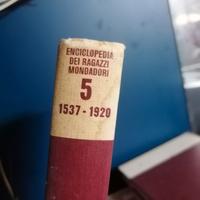 ENCICLOPEDIA
DEI RAGAZZI
MONDADORI
5
1537-1920